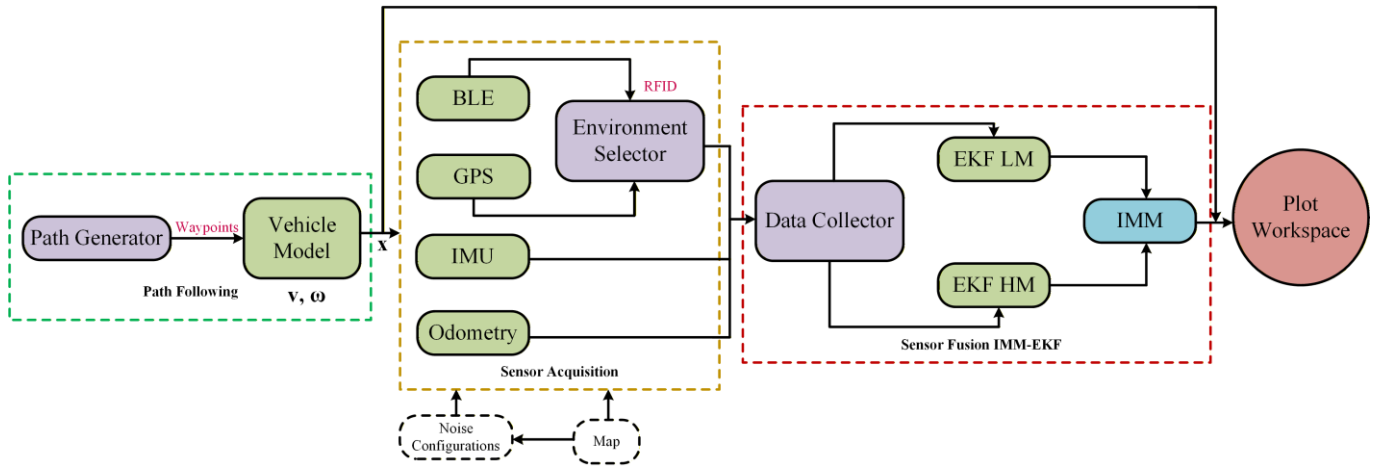 Path Generator
Waypoints
Vehicle
Model
v, ω
Path Following
x
BLE
RFID
Environment
Selector
GPS
IMU
Odometry
Sensor Acquisition
Noise
Configurations
Map
Data Collector
EKF LM
IMM
EKF HM
Sensor Fusion IMM-EKF
Plot
Workspace